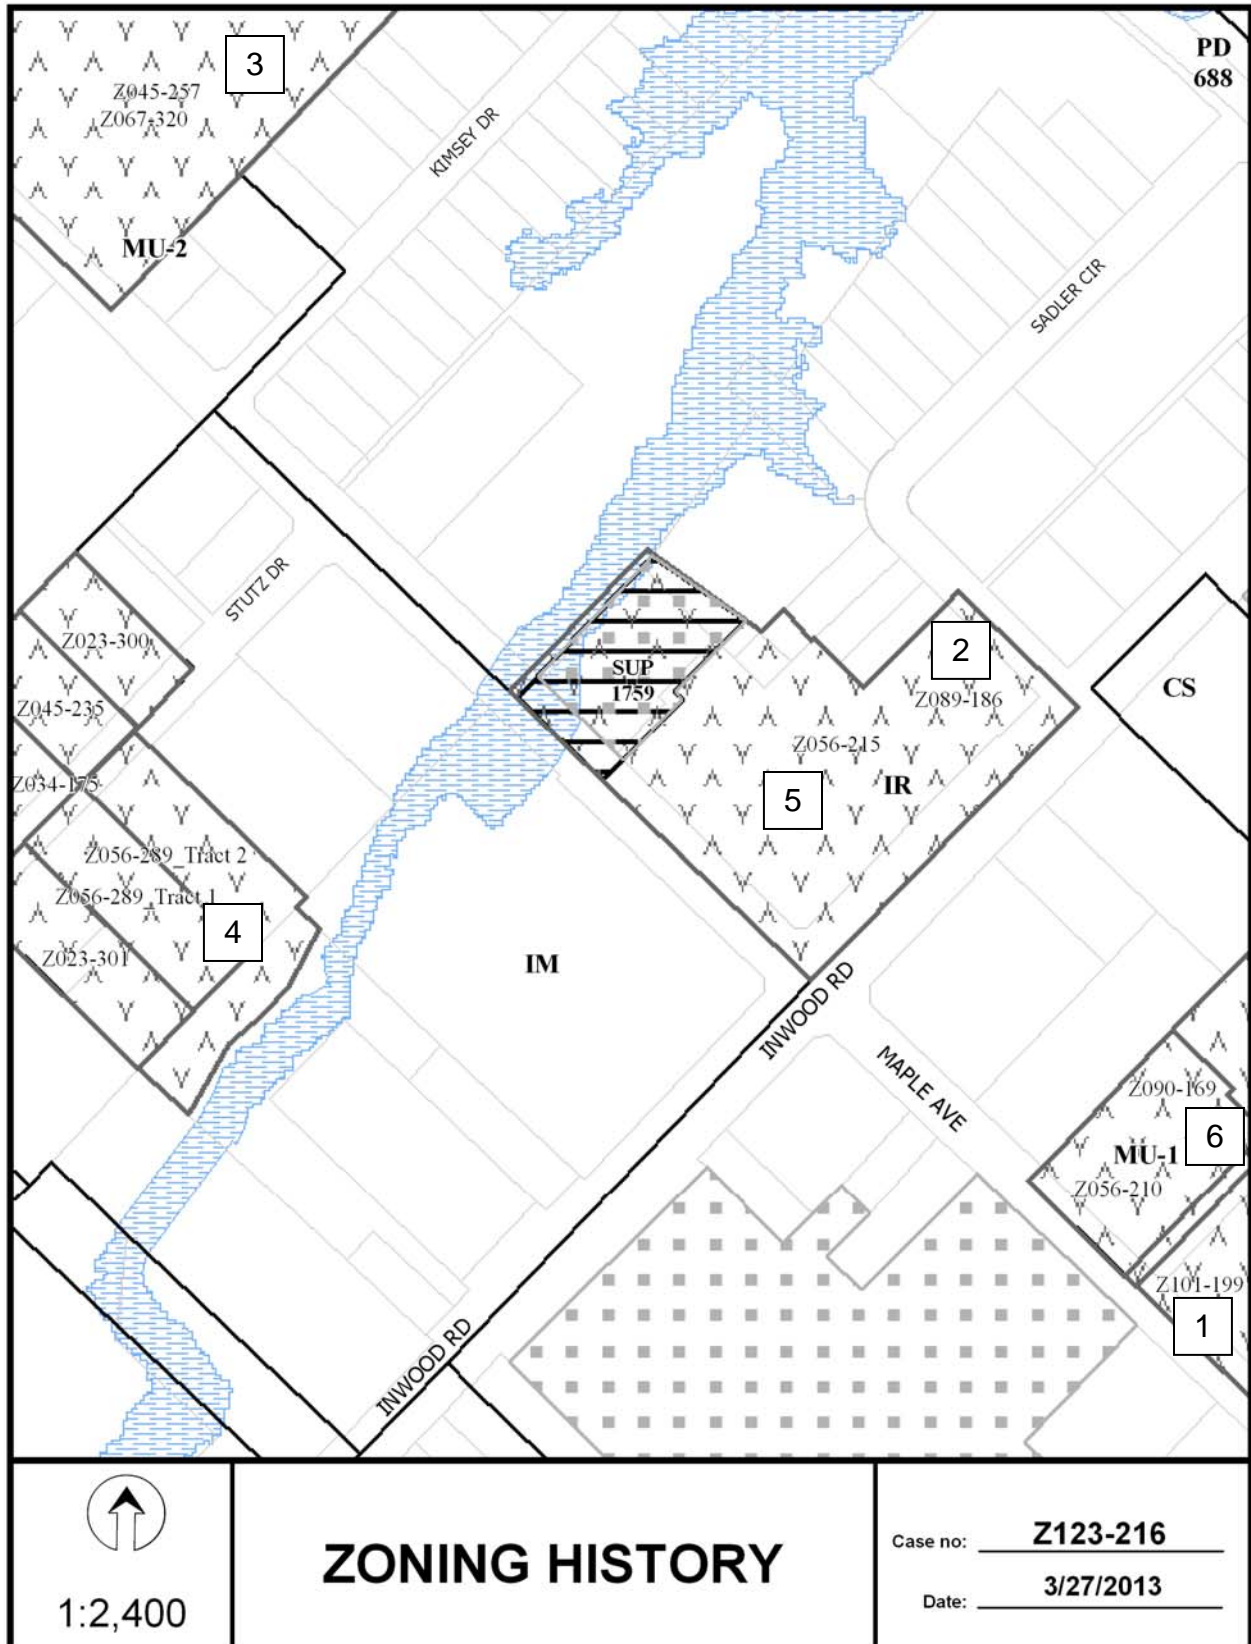 PD
688
3
Z045-257
Z067-320
KIMSEY DR
MU-2
SADLER CIR
STUTZ DR
Z023-300
Z045-235
Z034-175
SUP
1759
2
Z089-186
CS
Z056-215
IR
5
Z056-289_Tract 2
Z056-289_Tract 1
4
Z023-301
IM
INWOOD RD
MAPLE AVE
Z090-169
6
MU-1
Z056-210
Z101-199
1
INWOOD RD
1:2,400
ZONING HISTORY
Case no: Z123-216
Date: 3/27/2013